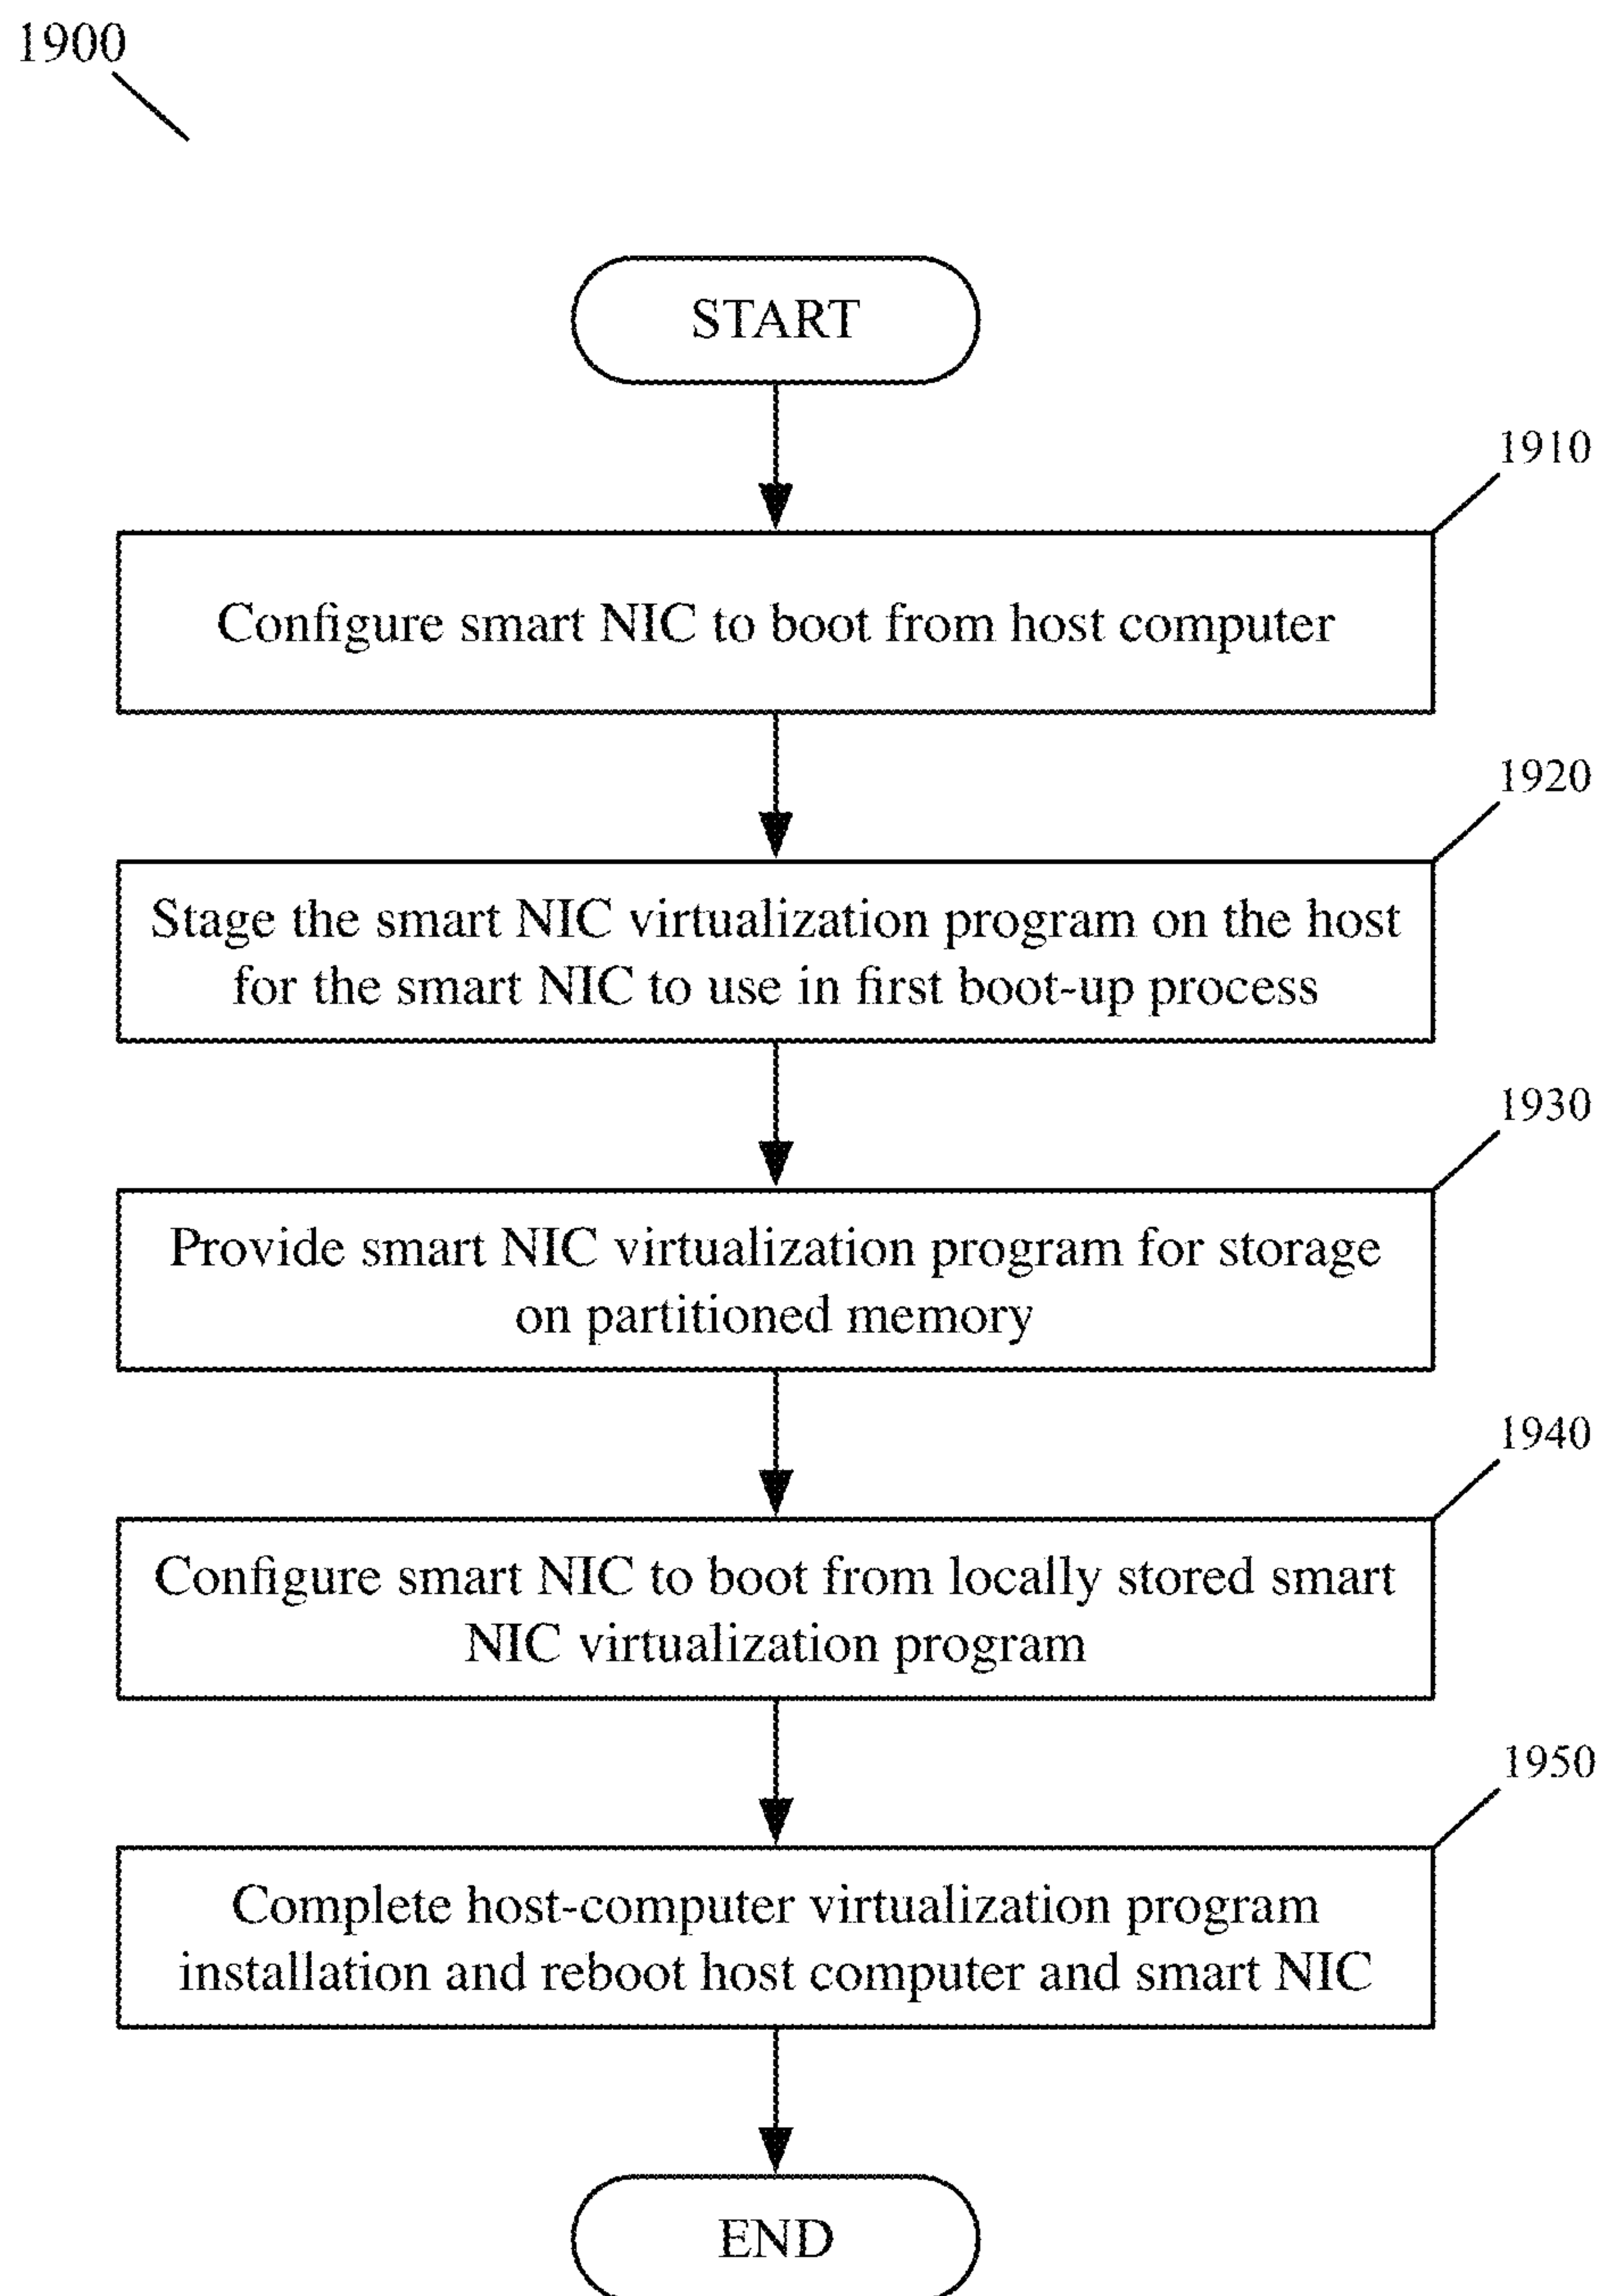 1900
START
1910
Configure smart NIC to boot from host computer
1920
Stage the smart NIC virtualization program on the host
for the smart NIC to use in first boot-up process
1930
Provide smart NIC virtualization program for storage
on partitioned memory
1940
Configure smart NIC to boot from locally stored smart
NIC virtualization program
1950
Complete host-computer virtualization program
installation and reboot host computer and smart NIC
END